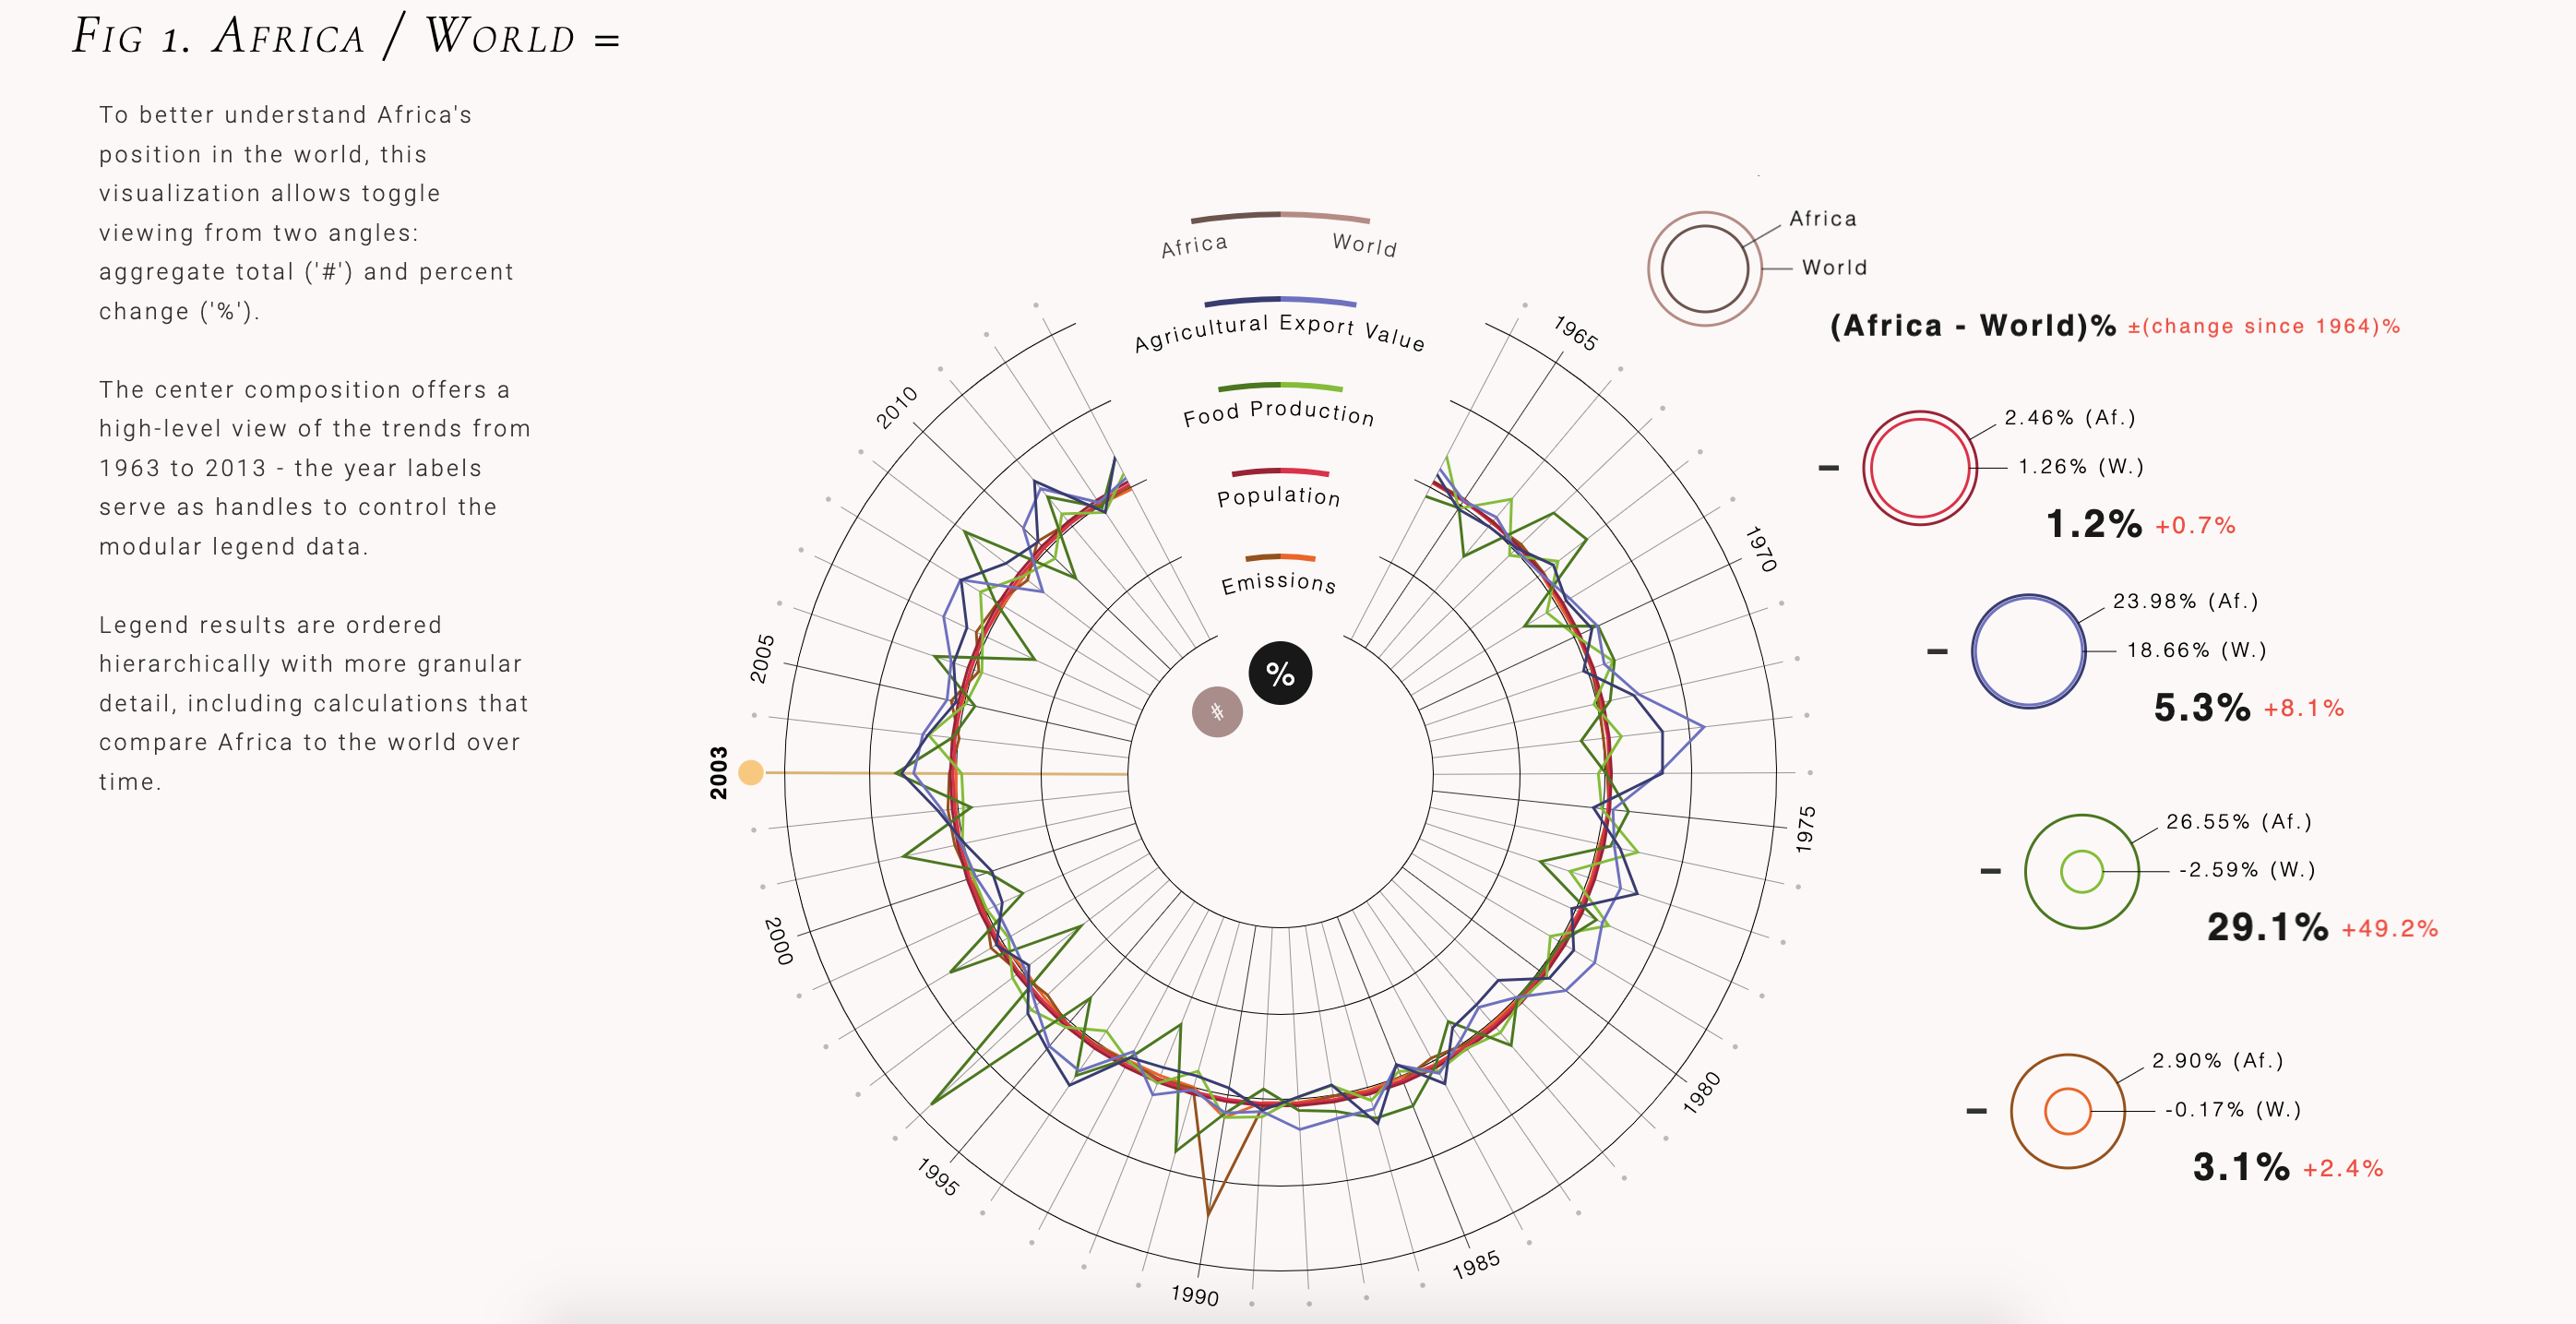 Fig 1. Africa / World =
To better understand Africa's
position in the world, this
visualization allows toggle
viewing from two angles:
aggregate total ('#') and percent
change ('%').
The center composition offers a
high-level view of the trends from
1963 to 2013 - the year labels
serve as handles to control the
modular legend data.
Legend results are ordered
hierarchically with more granular
detail, including calculations that
compare Africa to the world over
time.
Africa
World
Agricultural Export Value
Food Production
Population
Emissions
%
#
1965
1970
1975
1980
1985
1990
1995
2000
2003
2005
2010
Africa
World
(Africa - World)% ±(change since 1964)%
–
2.46% (Af.)
1.26% (W.)
1.2% +0.7%
–
23.98% (Af.)
18.66% (W.)
5.3% +8.1%
–
26.55% (Af.)
-2.59% (W.)
29.1% +49.2%
–
2.90% (Af.)
-0.17% (W.)
3.1% +2.4%